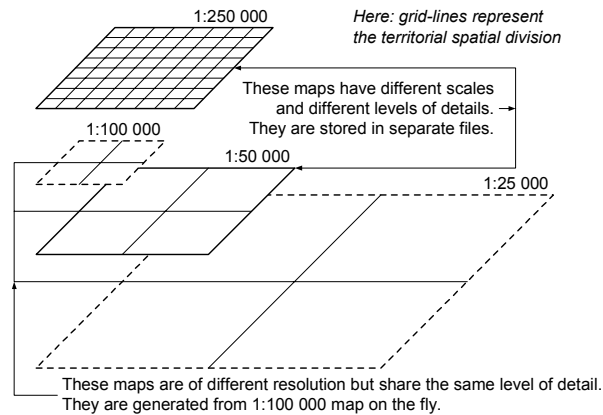 1:250 000
Here: grid-lines represent
the territorial spatial division
These maps have different scales
and different levels of details.
They are stored in separate files.
1:100 000
1:50 000
1:25 000
These maps are of different resolution but share the same level of detail.
They are generated from 1:100 000 map on the fly.